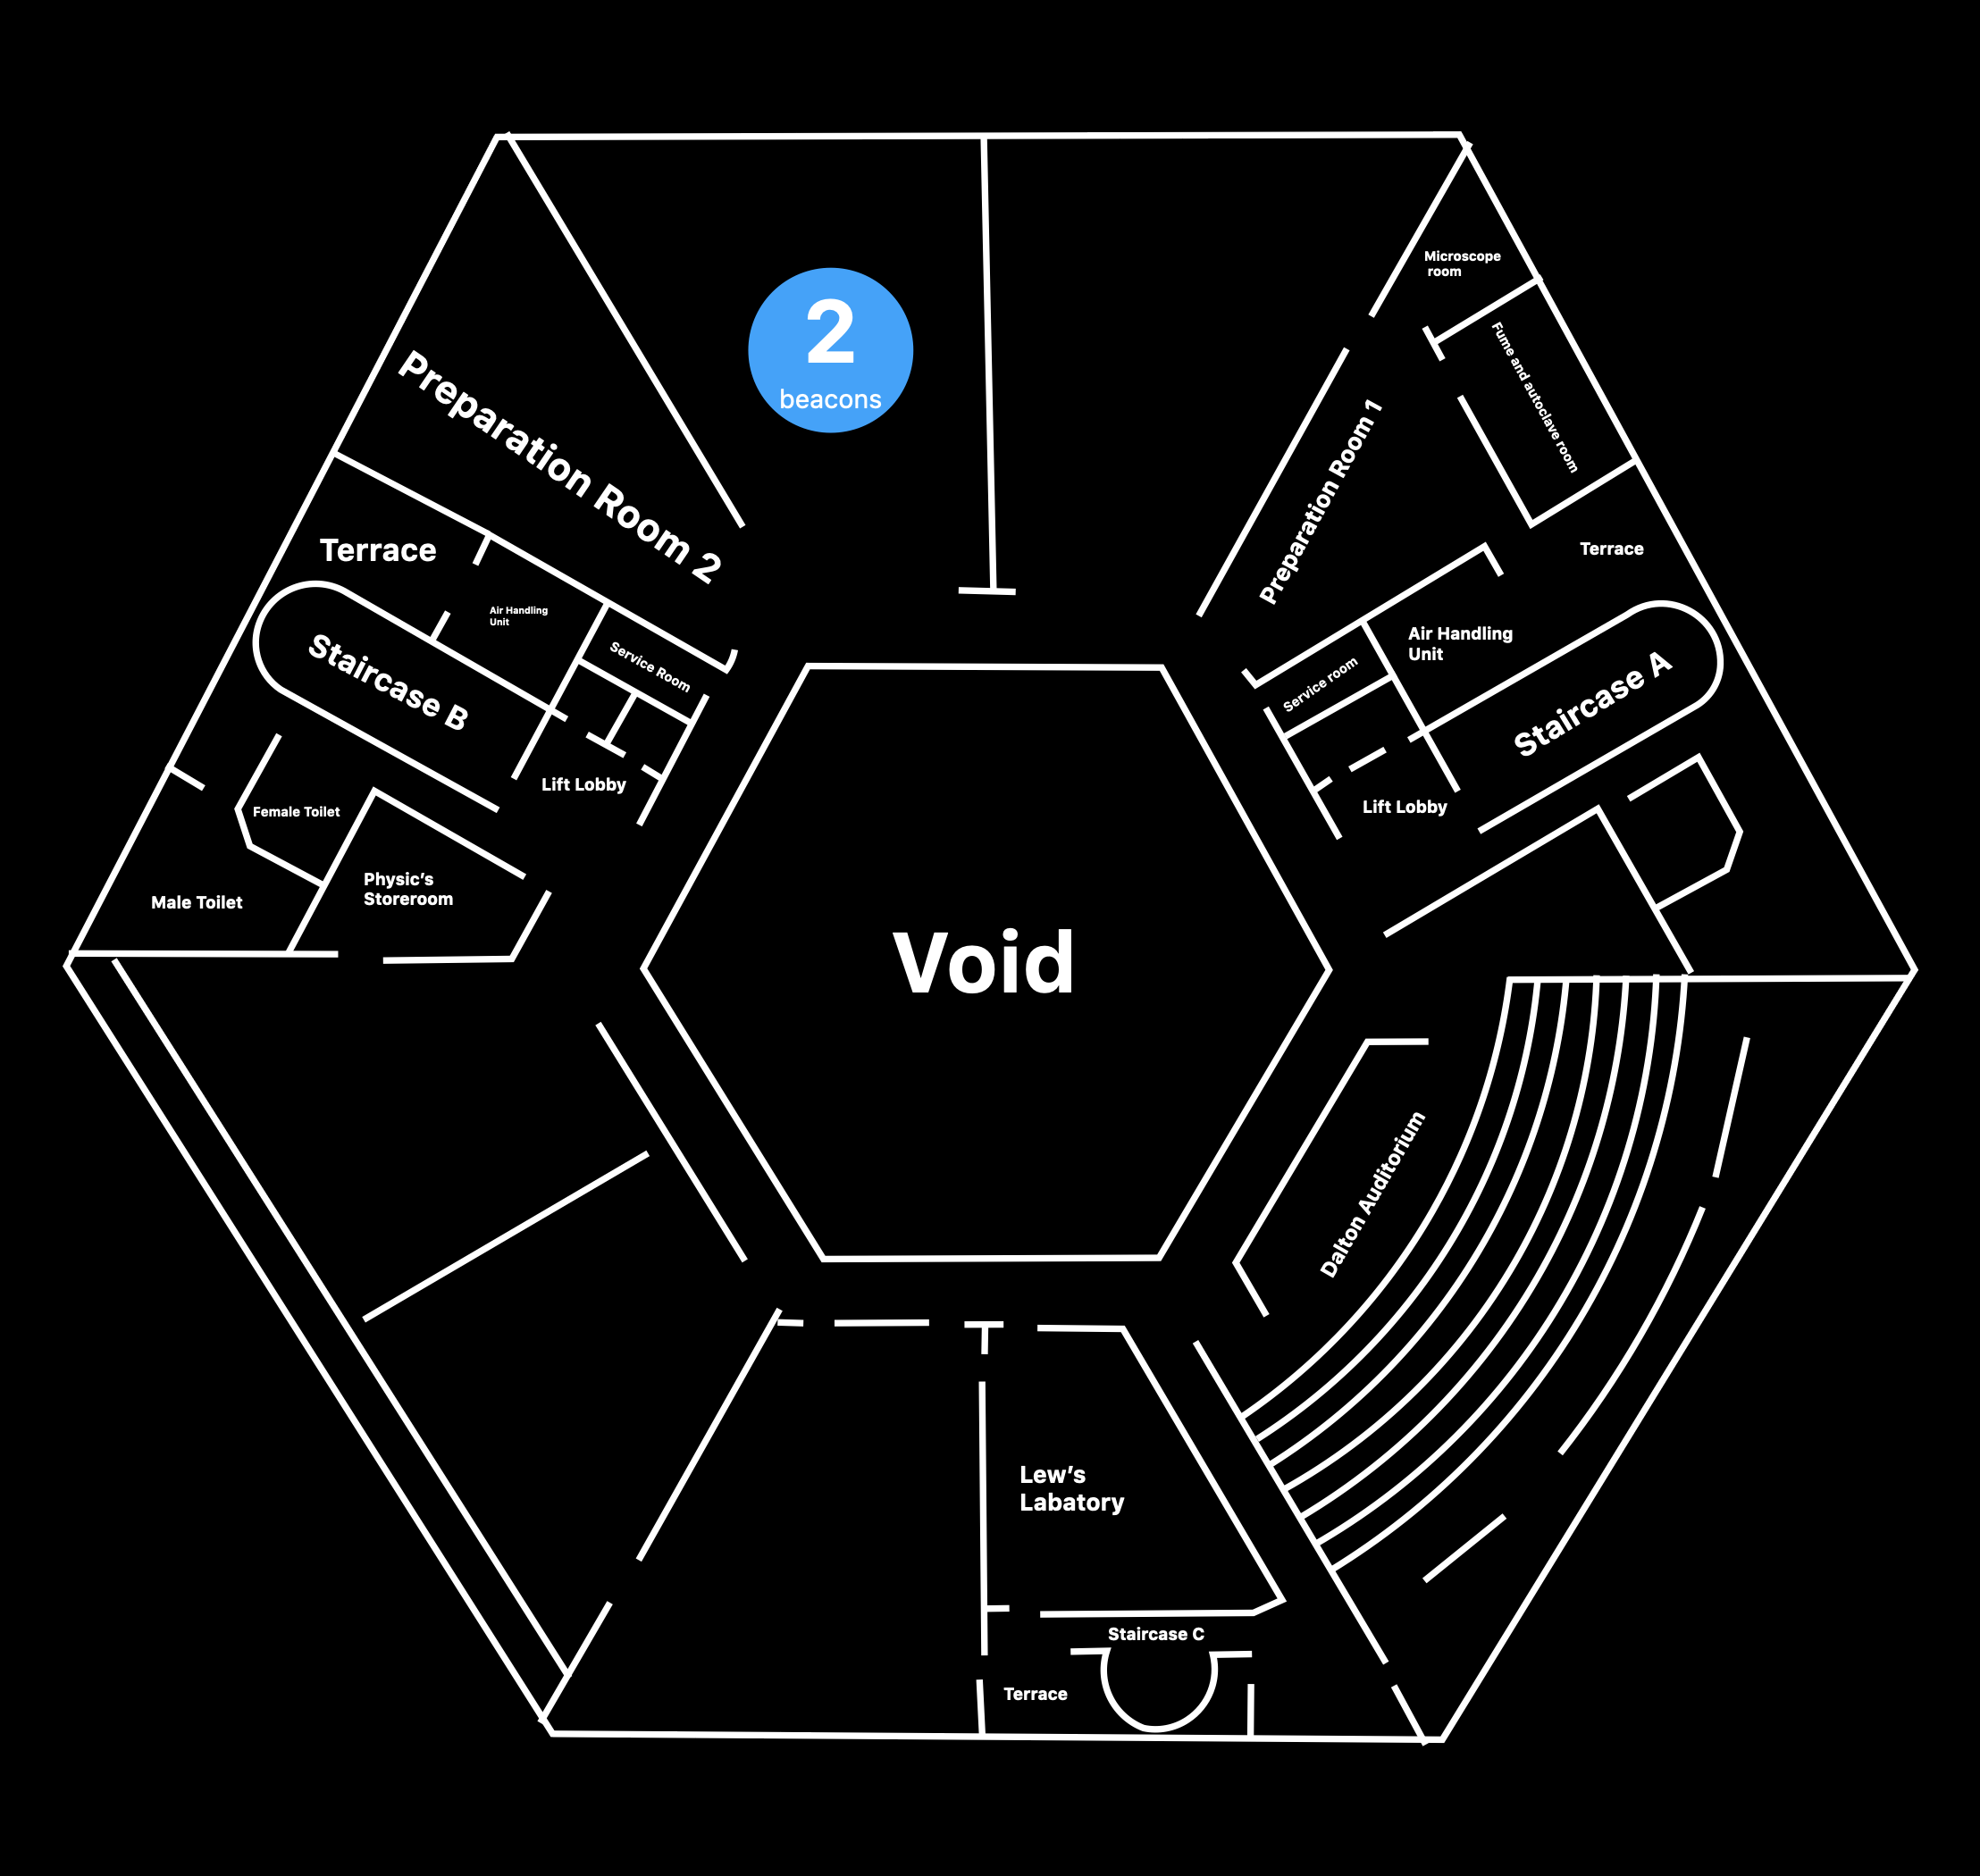 Microscope
room
2
beacons
Fume and autoclave room
Preparation Room 2
Preparation Room 1
Terrace
Terrace
Air Handling
Unit
Air Handling
Unit
Service Room
Service room
Staircase B
Staircase A
Lift Lobby
Lift Lobby
Female Toilet
Physic's
Storeroom
Male Toilet
Void
Dalton Auditorium
Lew's
Labatory
Staircase C
Terrace